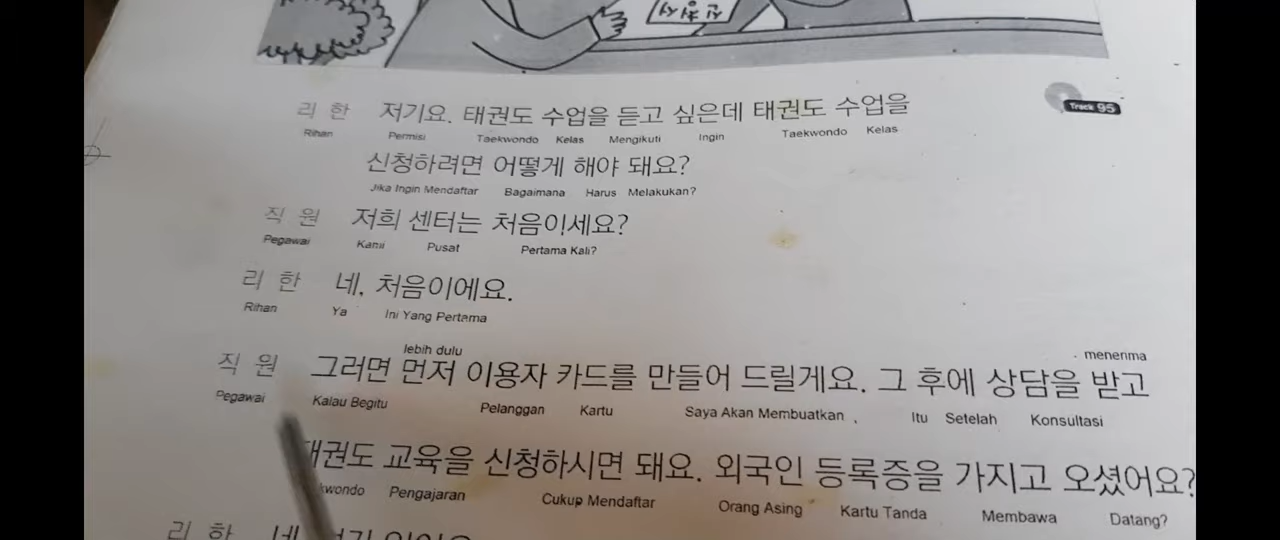 리 한 저기요. 태권도 수업을 듣고 싶은데 태권도 수업을
Track 95
Rihan Permisi Taekwondo Kelas Mengikuti Ingin Taekwondo Kelas
신청하려면 어떻게 해야 돼요?
Jika Ingin Mendaftar Bagaimana Harus Melakukan?
직 원 저희 센터는 처음이세요?
Pegawai Kami Pusat Pertama Kali?
리 한 네, 처음이에요.
Rihan Ya Ini Yang Pertama
lebih dulu menerima
직 원 그러면 먼저 이용자 카드를 만들어 드릴게요. 그 후에 상담을 받고
Pegawai Kalau Begitu Pelanggan Kartu Saya Akan Membuatkan , Itu Setelah Konsultasi
교육을 신청하시면 돼요. 외국인 등록증을 가지고 오셨어요?
Pengajaran Cukup Mendaftar Orang Asing Kartu Tanda Membawa Datang?
리 한 네